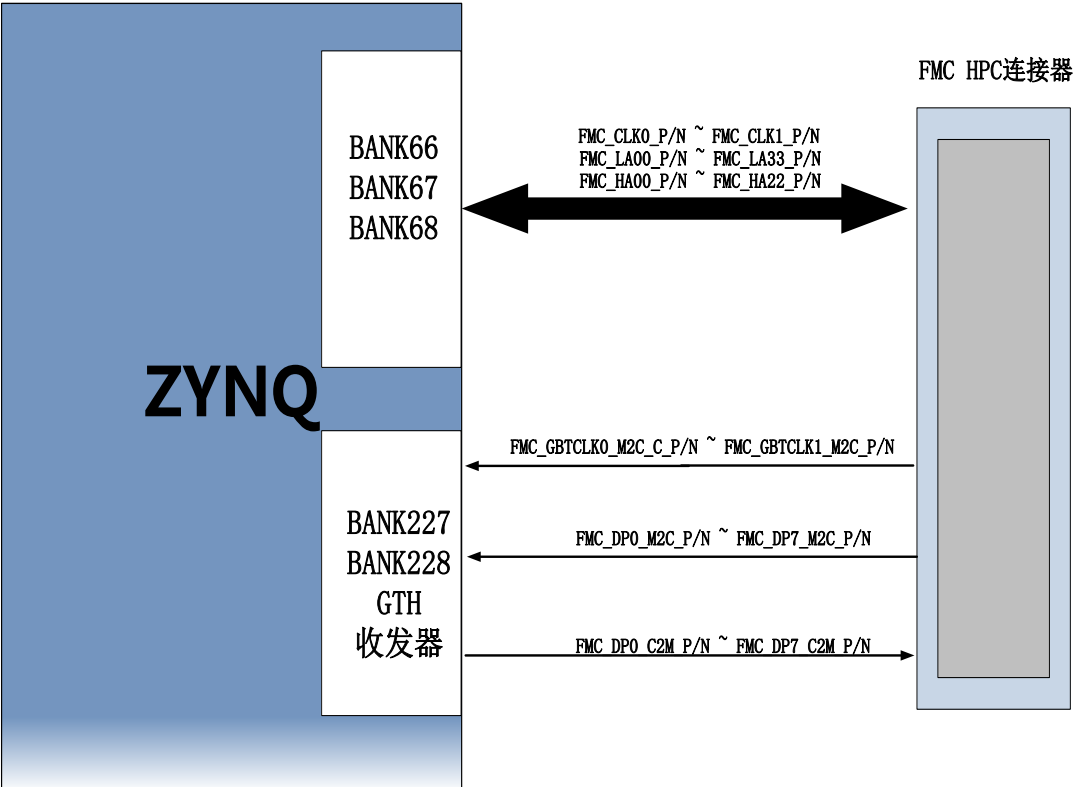 FMC HPC连接器
BANK66
BANK67
BANK68
FMC_CLK0_P/N ~ FMC_CLK1_P/N
FMC_LA00_P/N ~ FMC_LA33_P/N
FMC_HA00_P/N ~ FMC_HA22_P/N
ZYNQ
FMC_GBTCLK0_M2C_C_P/N ~ FMC_GBTCLK1_M2C_P/N
BANK227
BANK228
GTH
收发器
FMC_DP0_M2C_P/N ~ FMC_DP7_M2C_P/N
FMC_DP0_C2M_P/N ~ FMC_DP7_C2M_P/N